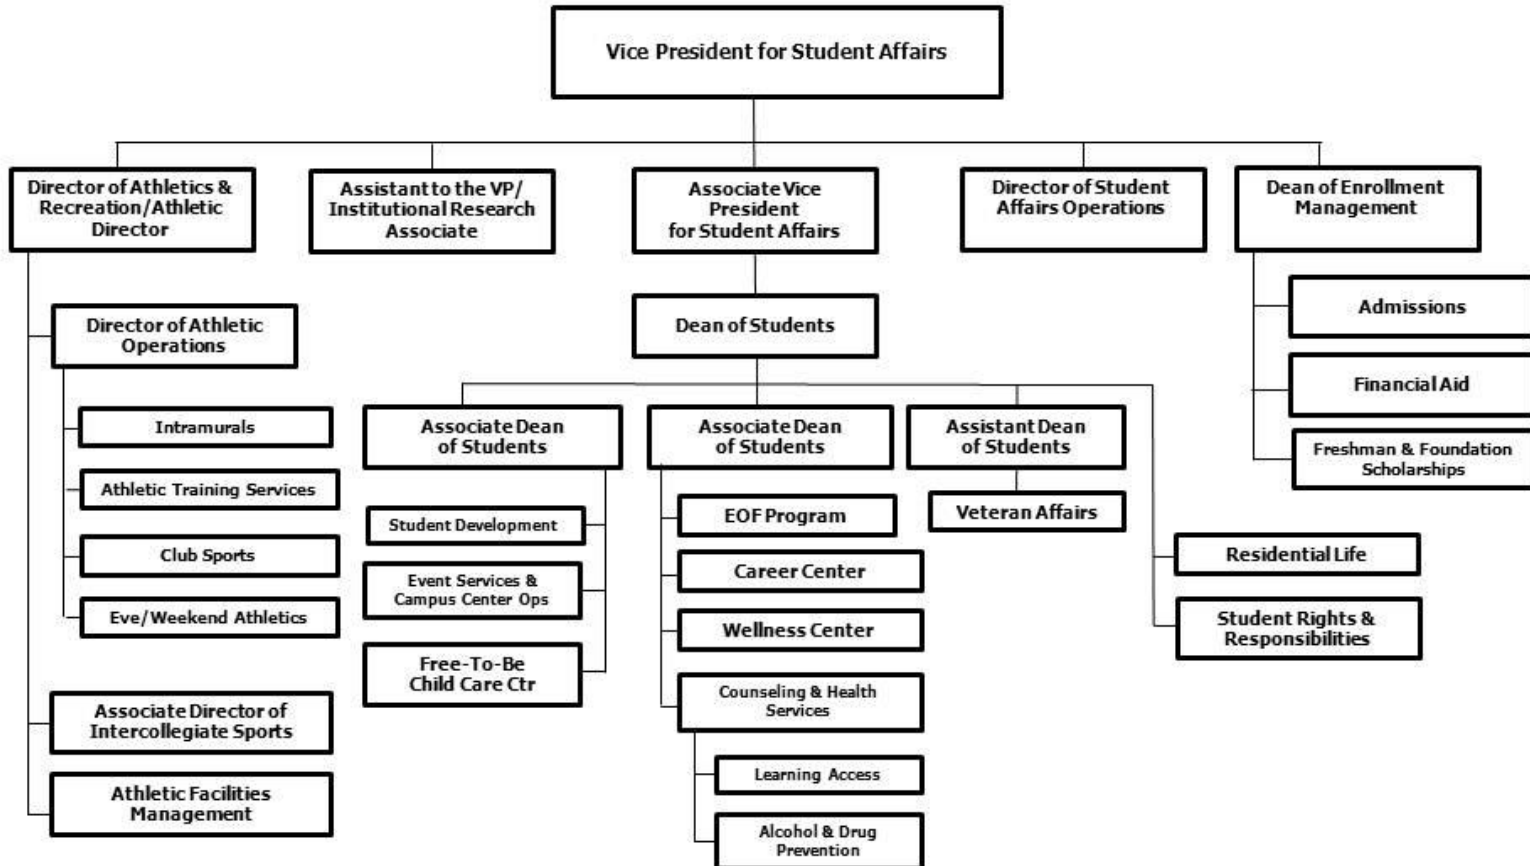 Vice President for Student Affairs
Director of Athletics &
Recreation/Athletic
Director
Assistant to the VP/
Institutional Research
Associate
Associate Vice
President
for Student Affairs
Director of Student
Affairs Operations
Dean of Enrollment
Management
Director of Athletic
Operations
Intramurals
Athletic Training Services
Club Sports
Eve/Weekend Athletics
Associate Director of
Intercollegiate Sports
Athletic Facilities
Management
Dean of Students
Associate Dean
of Students
Student Development
Event Services &
Campus Center Ops
Free-To-Be
Child Care Ctr
Associate Dean
of Students
EOF Program
Career Center
Wellness Center
Counseling & Health
Services
Learning Access
Alcohol & Drug
Prevention
Assistant Dean
of Students
Veteran Affairs
Residential Life
Student Rights &
Responsibilities
Admissions
Financial Aid
Freshman & Foundation
Scholarships